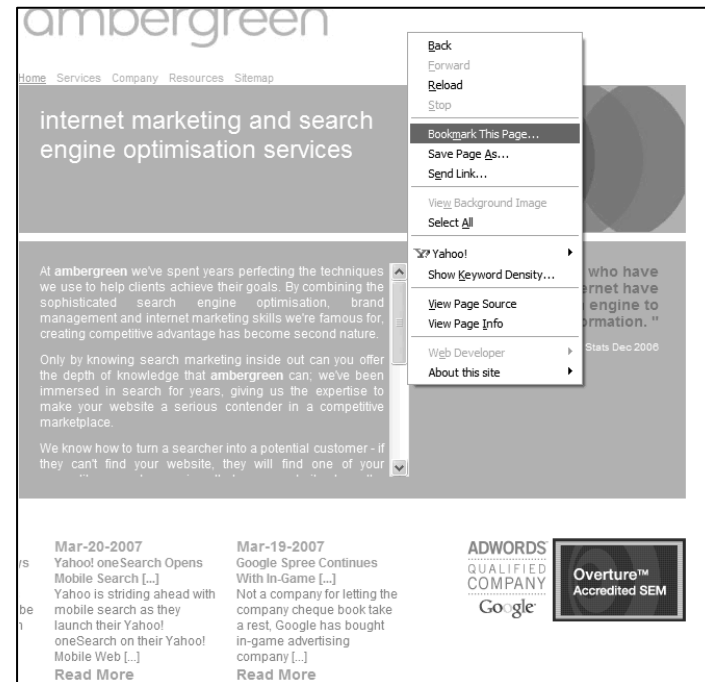 ambergreen
Home Services Company Resources Sitemap
internet marketing and search
engine optimisation services
Back
Forward
Reload
Stop
Bookmark This Page...
Save Page As...
Send Link...
View Background Image
Select All
Yahoo!
Show Keyword Density...
View Page Source
View Page Info
Web Developer
About this site
At ambergreen we've spent years perfecting the techniques
we use to help clients achieve their goals. By combining the
sophisticated search engine optimisation, brand
management and internet marketing skills we're famous for,
creating competitive advantage has become second nature.
Only by knowing search marketing inside out can you offer
the depth of knowledge that ambergreen can; we've been
immersed in search for years, giving us the expertise to
make your website a serious contender in a competitive
marketplace.
We know how to turn a searcher into a potential customer - if
they can't find your website, they will find one of your
who have
ernet have
engine to
ormation. "
Stats Dec 2006
Mar-20-2007
Yahoo! oneSearch Opens
Mobile Search [...]
Yahoo is striding ahead with
mobile search as they
launch their Yahoo!
oneSearch on their Yahoo!
Mobile Web [...]
Read More
Mar-19-2007
Google Spree Continues
With In-Game [...]
Not a company for letting the
company cheque book take
a rest, Google has bought
in-game advertising
company [...]
Read More
ADWORDS
QUALIFIED
COMPANY
Google
Overture™
Accredited SEM